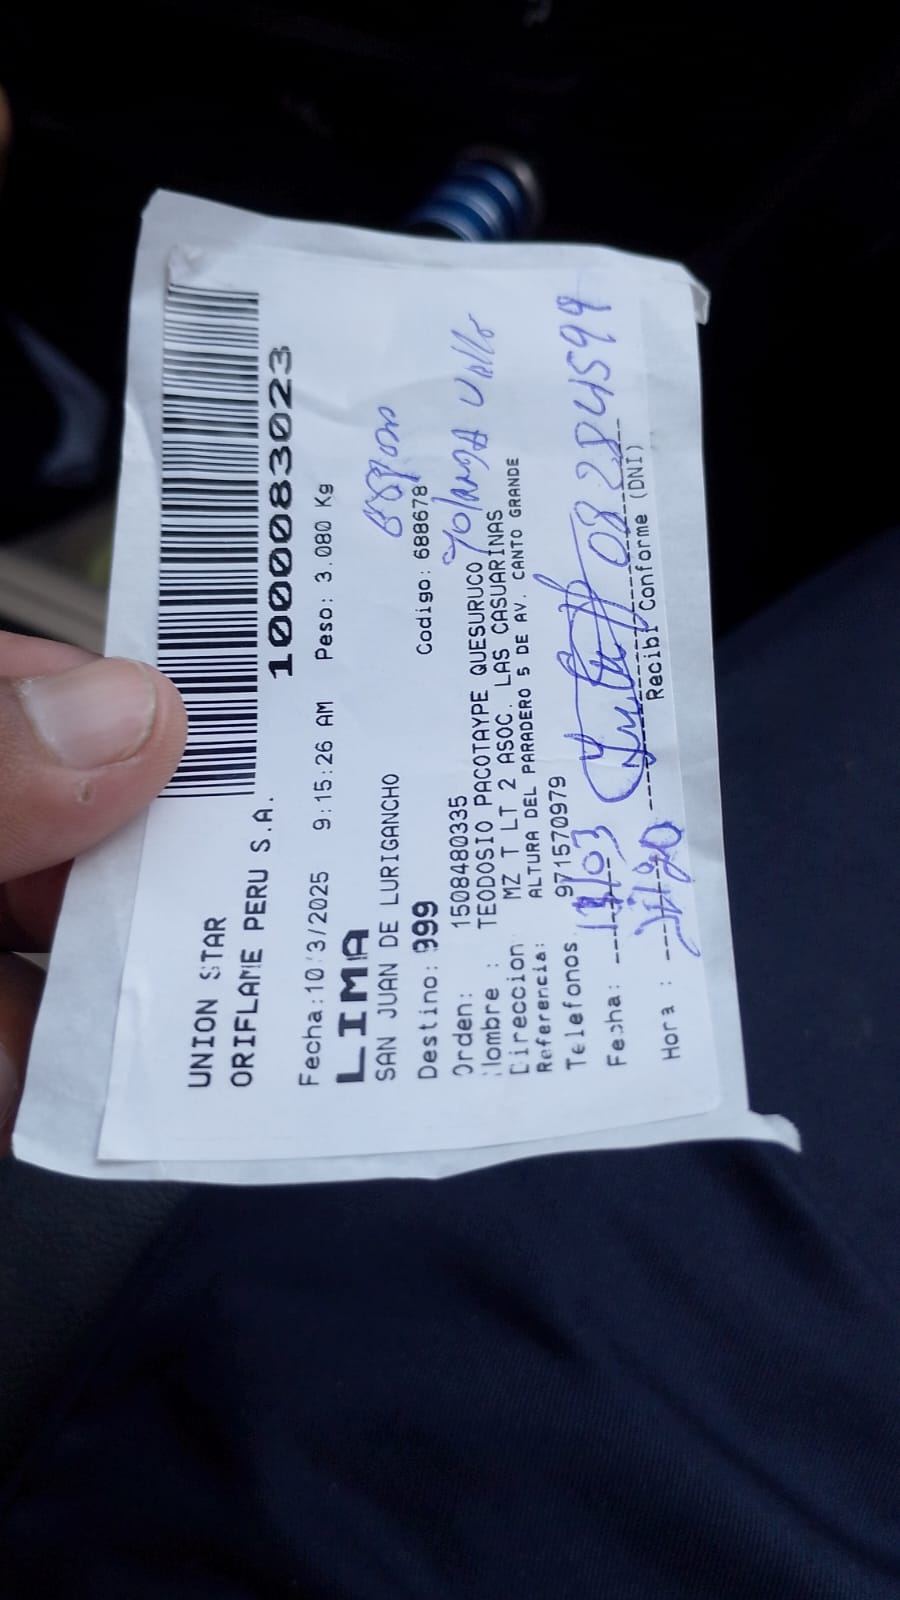 UNION STAR
ORIFLAME PERU S.A.
1000083023
Fecha:10/3/2025 9:15:26 AM Peso: 3.080 Kg
LIMA
SAN JUAN DE LURIGANCHO
Destino: 999 Codigo: 688678
Orden: 1508480335
Nombre : TEODOSIO PACOTAYPE QUESURUCO
Yolanda Valle
Direccion MZ T LT 2 ASOC. LAS CASUARINAS
Referencia: ALTURA DEL PARADERO 5 DE AV. CANTO GRANDE
Telefonos 971570979
Fecha: /03 08284599
Hora :
Recibi Conforme (DNI)